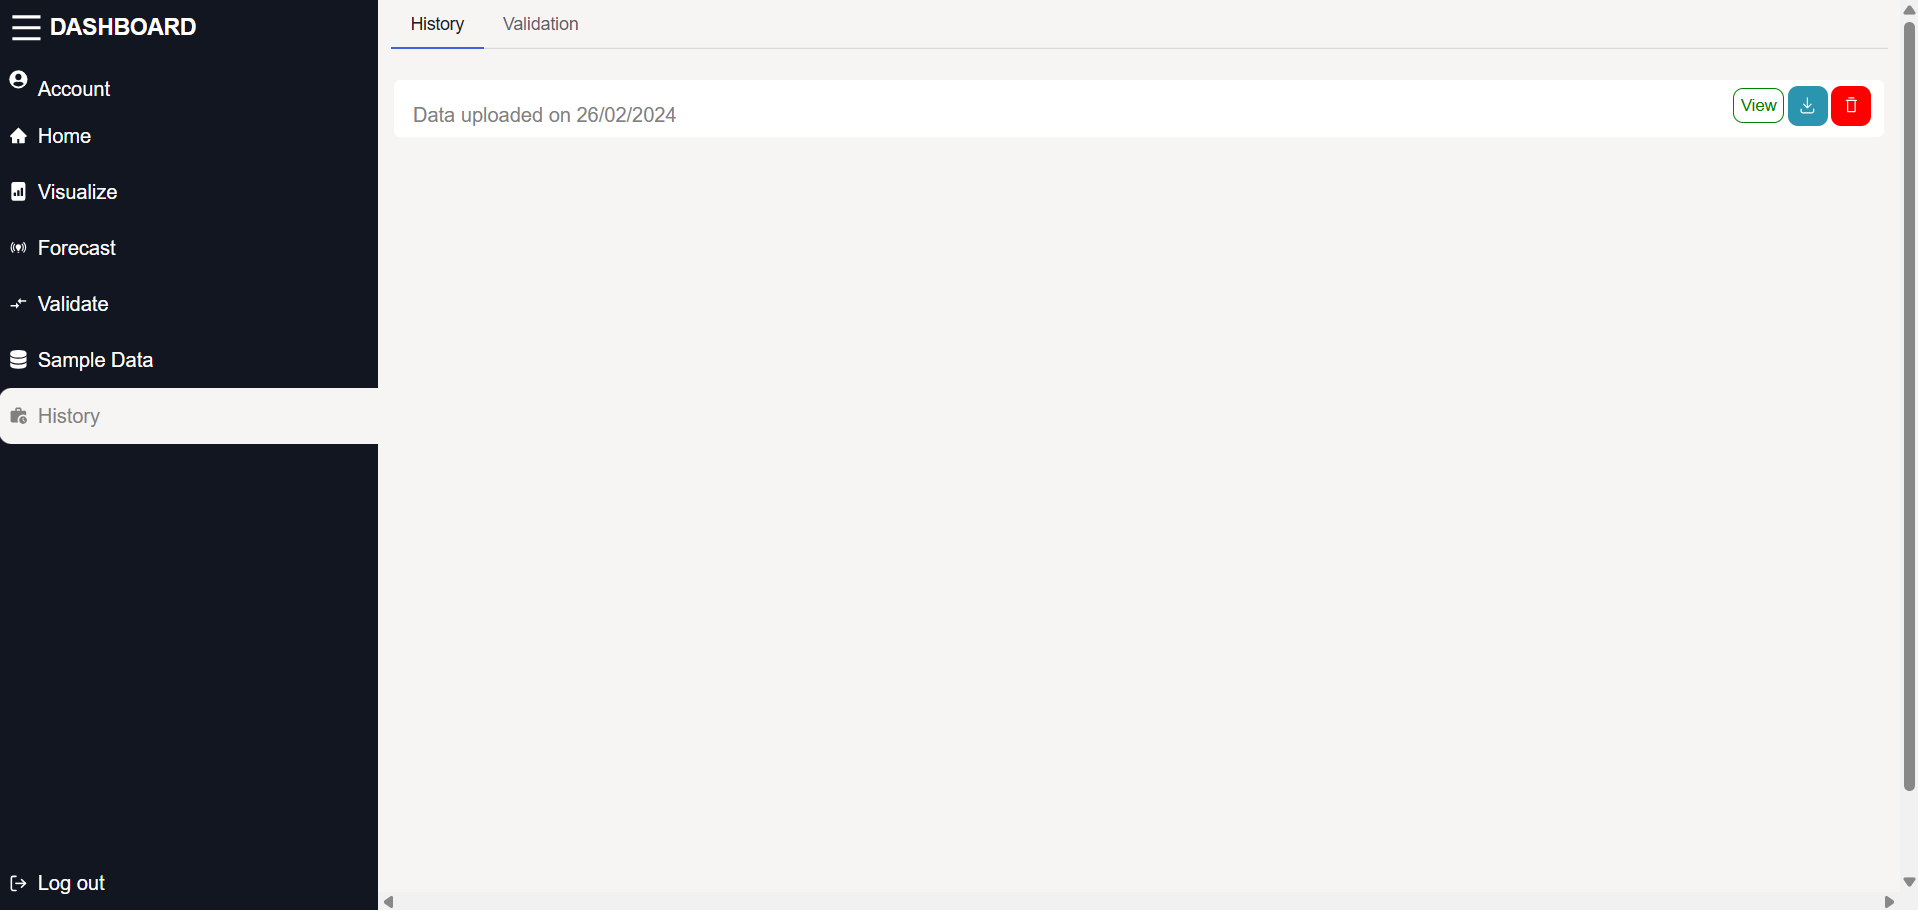 DASHBOARD
Account
Home
Visualize
Forecast
Validate
Sample Data
History
Log out
History Validation
Data uploaded on 26/02/2024
View